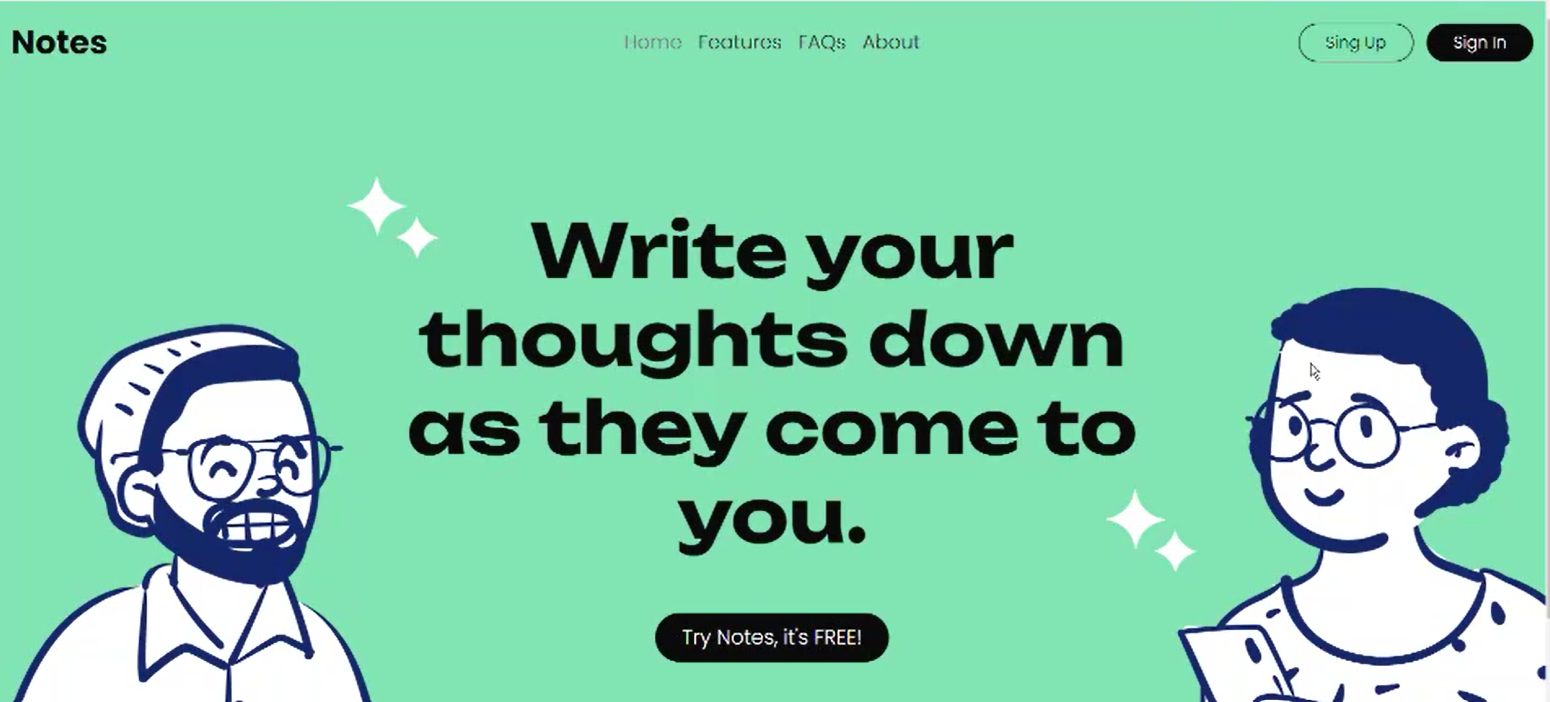 Notes
Home Features FAQs About
Sing Up
Sign In
Write your
thoughts down
as they come to
you.
Try Notes, it's FREE!